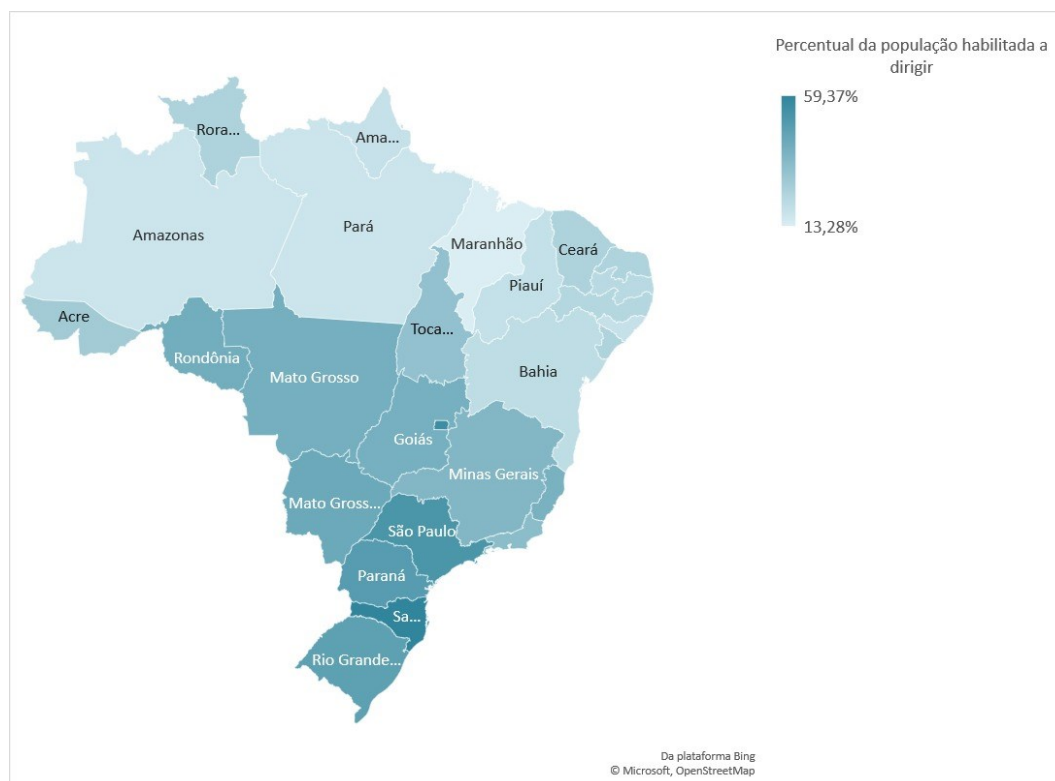 Percentual da população habilitada a
dirigir
59,37%
13,28%
Rora...
Ama...
Amazonas
Pará
Maranhão
Ceará
Piauí
Acre
Toca...
Rondônia
Mato Grosso
Bahia
Goiás
Minas Gerais
Mato Gross...
São Paulo
Paraná
Sa...
Rio Grande...
Da plataforma Bing
© Microsoft, OpenStreetMap